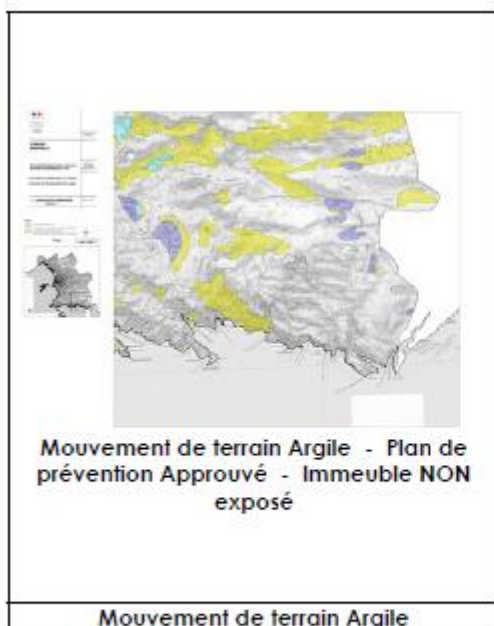 Mouvement de terrain Argile - Plan de
prévention Approuvé - Immeuble NON
exposé
Mouvement de terrain Argile